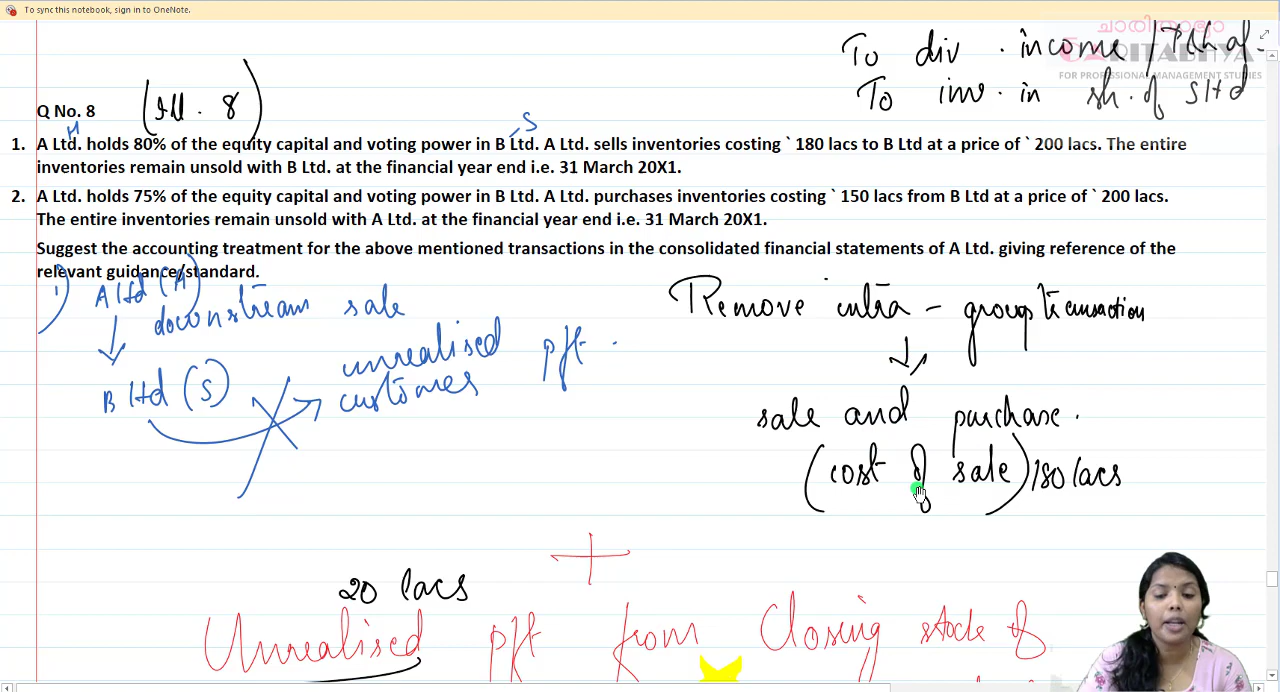 To sync this notebook, sign in to OneNote.
ചാരിതാര്ഥ്യാ
CARITABHYA
FOR PROFESSIONAL MANAGEMENT STUDIES
To div . income /
To inv . in sh. of S ltd
Q No. 8 (Ill . 8)
H S
1. A Ltd. holds 80% of the equity capital and voting power in B Ltd. A Ltd. sells inventories costing ` 180 lacs to B Ltd at a price of ` 200 lacs. The entire
inventories remain unsold with B Ltd. at the financial year end i.e. 31 March 20X1.
2. A Ltd. holds 75% of the equity capital and voting power in B Ltd. A Ltd. purchases inventories costing ` 150 lacs from B Ltd at a price of ` 200 lacs.
The entire inventories remain unsold with A Ltd. at the financial year end i.e. 31 March 20X1.
Suggest the accounting treatment for the above mentioned transactions in the consolidated financial statements of A Ltd. giving reference of the
relevant guidance/standard.
1) A ltd (H)
downstream sale
B ltd (S)
unrealised pft .
customers
Remove intra - group transaction
sale and purchase .
(cost of sale) 180 lacs
+
20 lacs
Unrealised pft from closing stock of